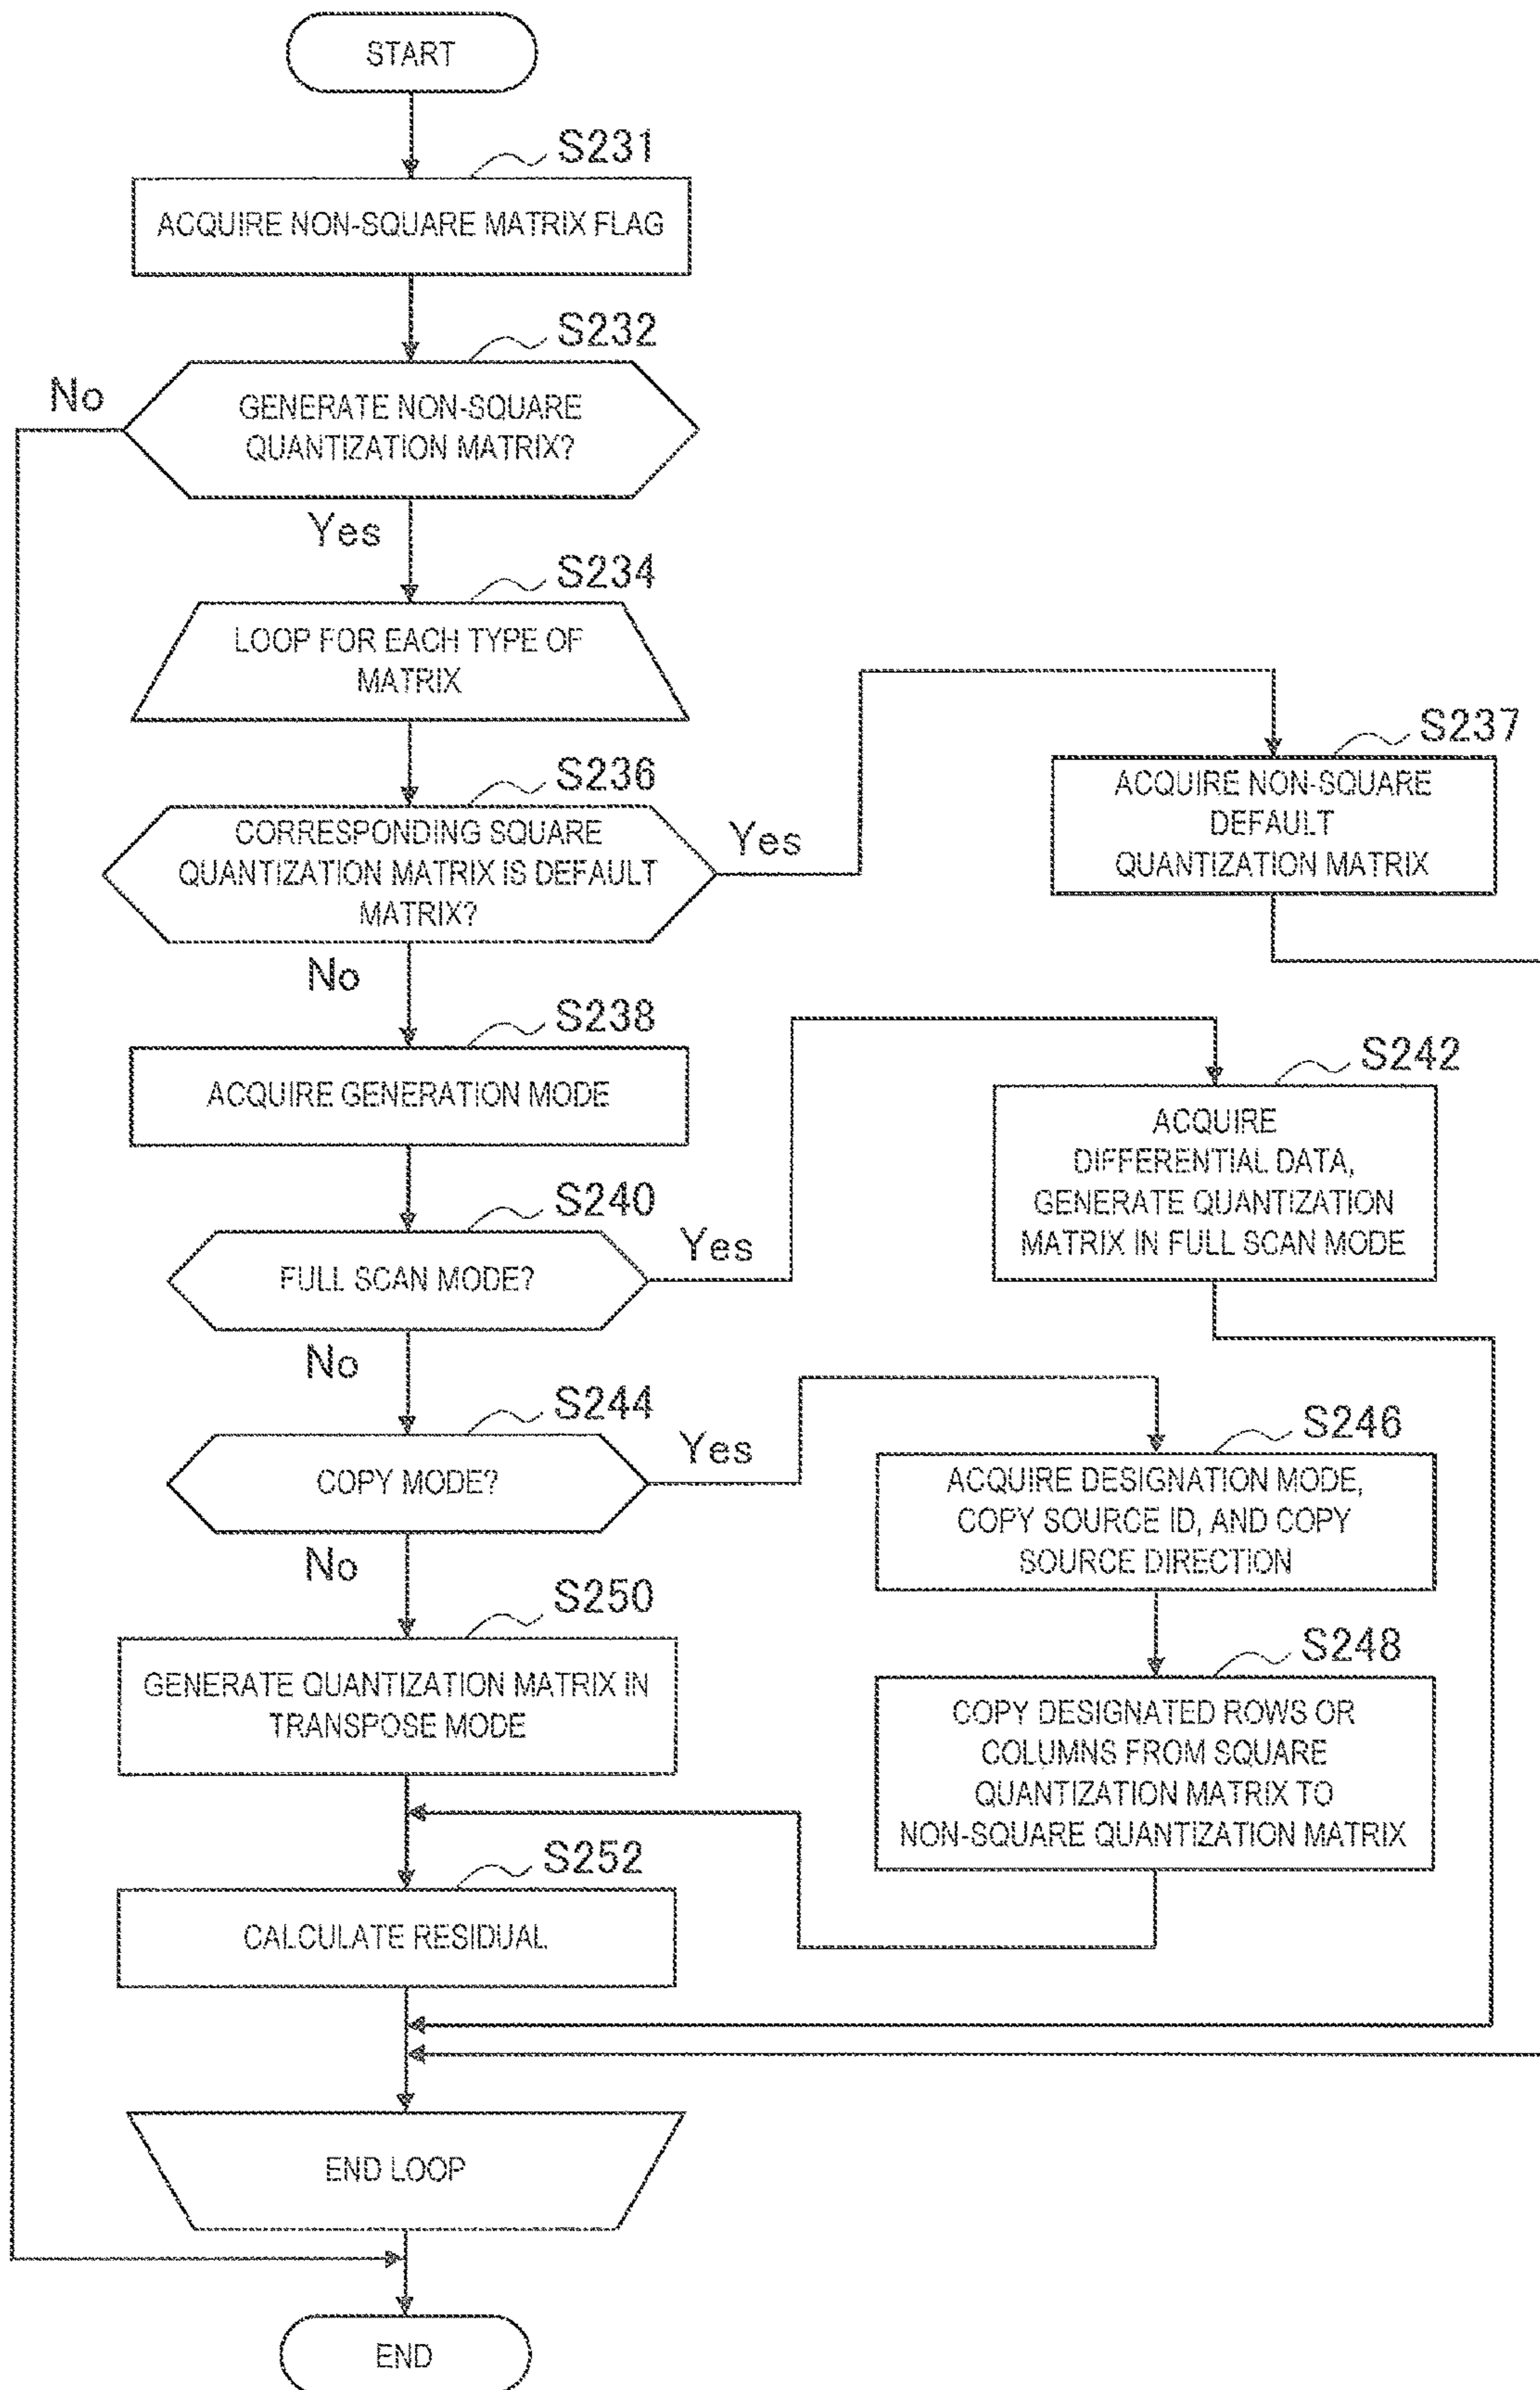 START
S231
ACQUIRE NON-SQUARE MATRIX FLAG
S232
No
GENERATE NON-SQUARE
QUANTIZATION MATRIX?
Yes
S234
LOOP FOR EACH TYPE OF
MATRIX
S236
CORRESPONDING SQUARE
QUANTIZATION MATRIX IS DEFAULT
MATRIX?
Yes
S237
ACQUIRE NON-SQUARE
DEFAULT
QUANTIZATION MATRIX
No
S238
ACQUIRE GENERATION MODE
S240
FULL SCAN MODE?
Yes
S242
ACQUIRE
DIFFERENTIAL DATA,
GENERATE QUANTIZATION
MATRIX IN FULL SCAN MODE
No
S244
COPY MODE?
Yes
S246
ACQUIRE DESIGNATION MODE,
COPY SOURCE ID, AND COPY
SOURCE DIRECTION
S248
COPY DESIGNATED ROWS OR
COLUMNS FROM SQUARE
QUANTIZATION MATRIX TO
NON-SQUARE QUANTIZATION MATRIX
No
S250
GENERATE QUANTIZATION MATRIX IN
TRANSPOSE MODE
S252
CALCULATE RESIDUAL
END LOOP
END